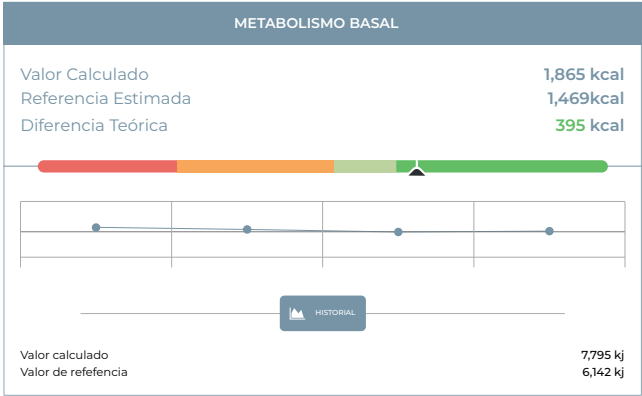 METABOLISMO BASAL
Valor Calculado 1,865 kcal
Referencia Estimada 1,469kcal
Diferencia Teórica 395 kcal
HISTORIAL
Valor calculado 7,795 kj
Valor de refefencia 6,142 kj